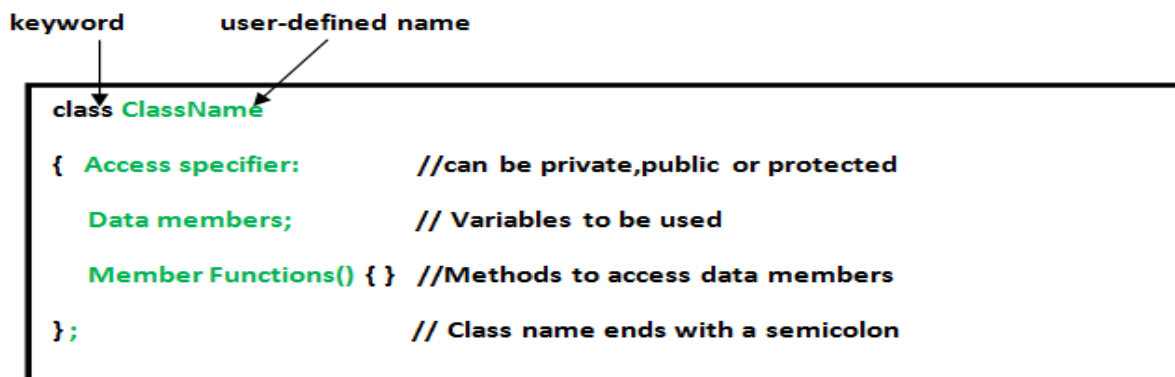 keyword user-defined name
class ClassName
{ Access specifier: //can be private,public or protected
Data members; // Variables to be used
Member Functions() { } //Methods to access data members
} ; // Class name ends with a semicolon